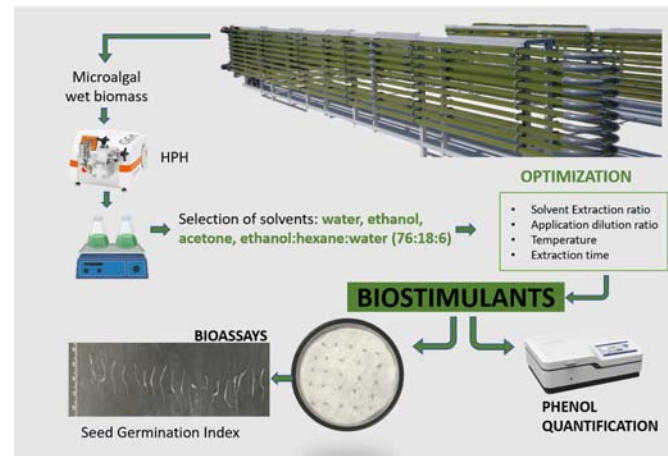 Microalgal
wet biomass
HPH
Selection of solvents: water, ethanol,
acetone, ethanol:hexane:water (76:18:6)
OPTIMIZATION
• Solvent Extraction ratio
• Application dilution ratio
• Temperature
• Extraction time
BIOSTIMULANTS
BIOASSAYS
Seed Germination Index
PHENOL
QUANTIFICATION